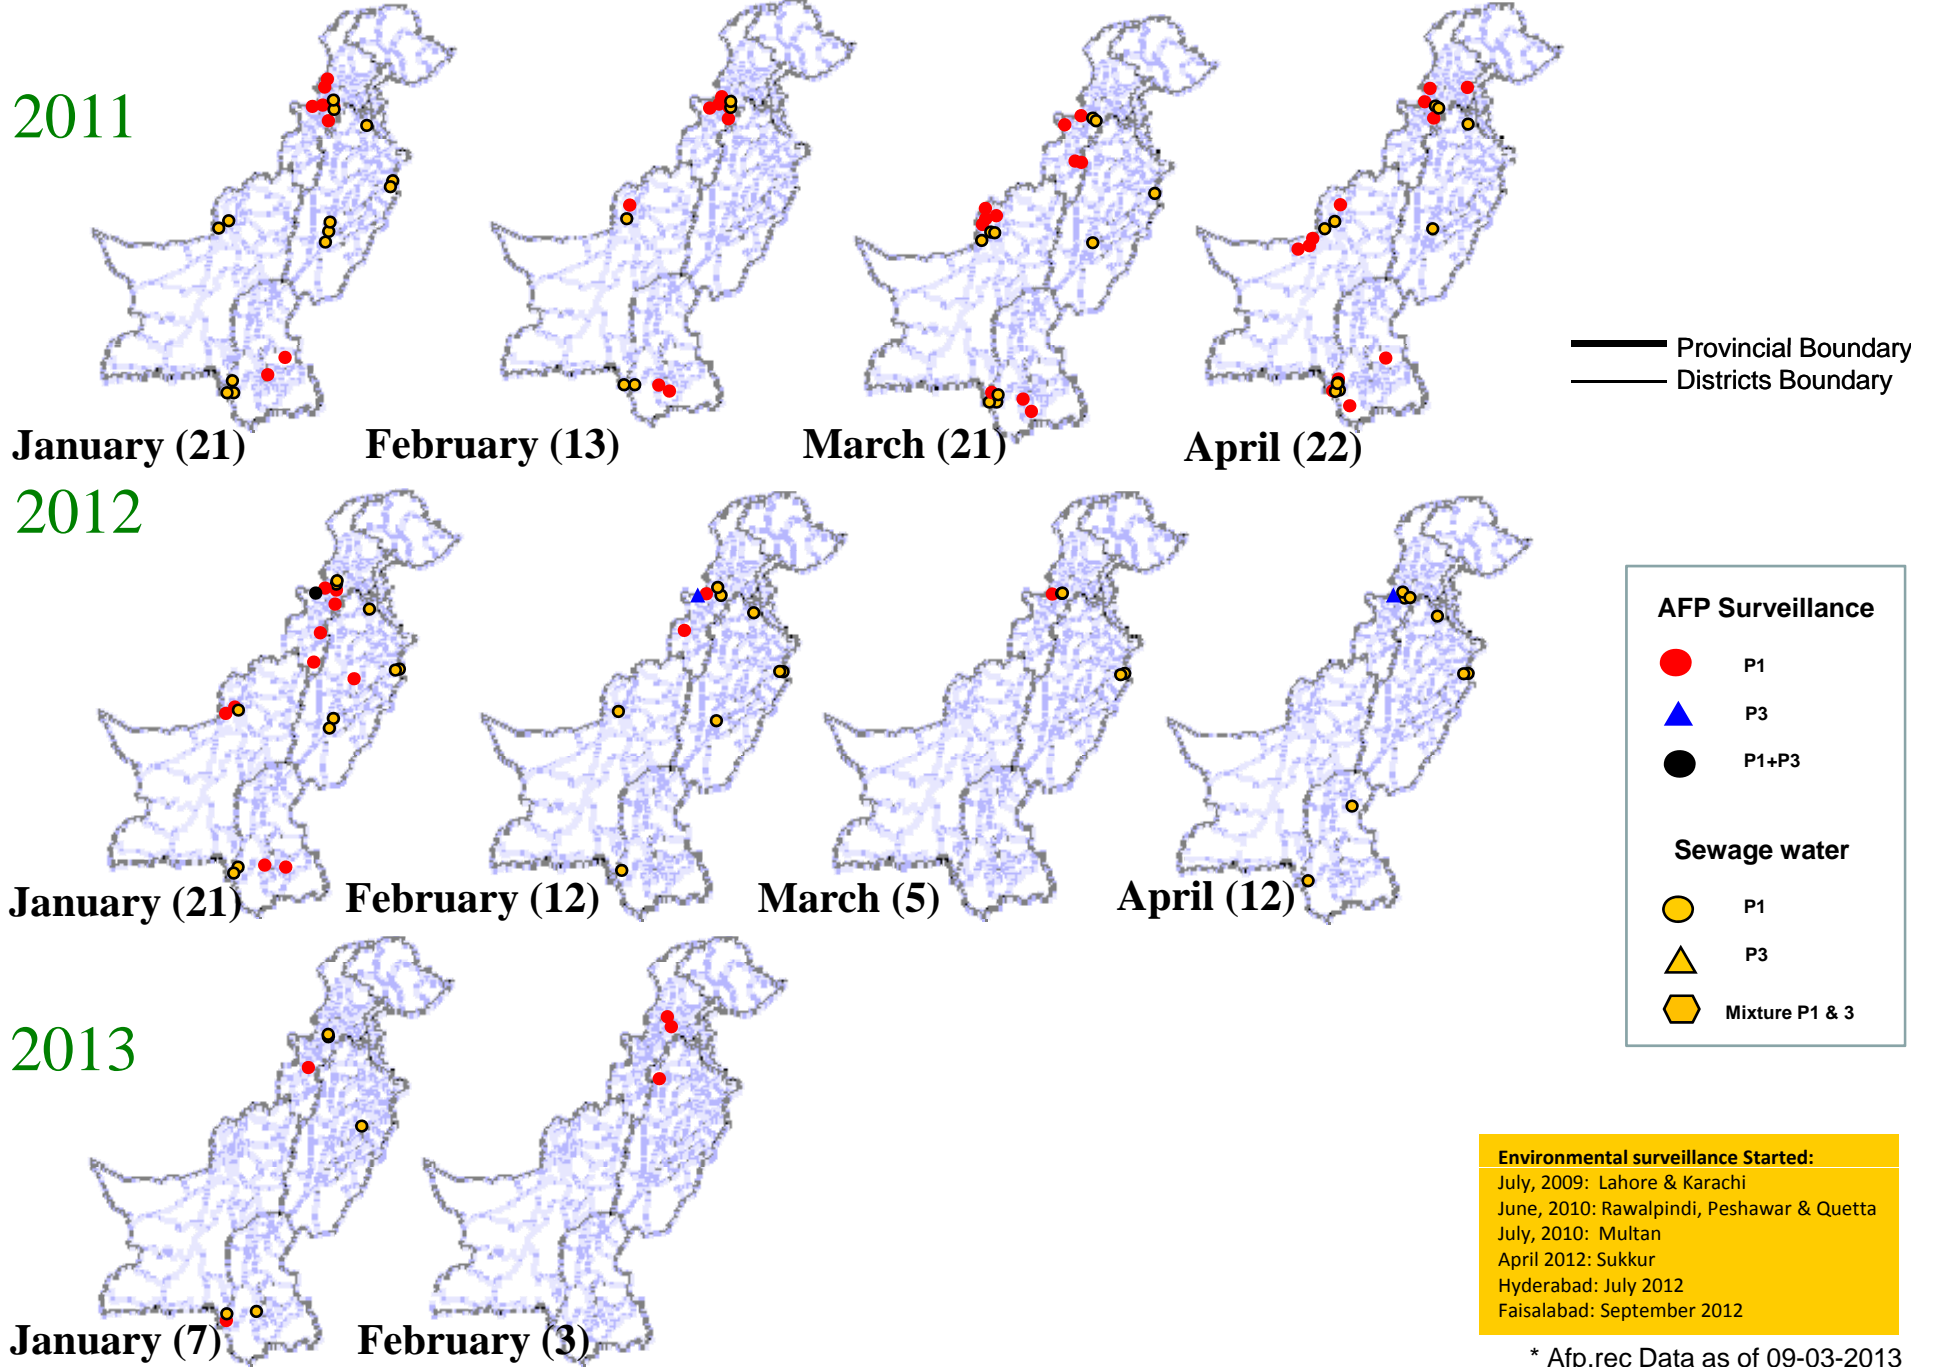 2011
January (21)
February (13)
March (21)
April (22)
Provincial Boundary
Districts Boundary
2012
January (21)
February (12)
March (5)
April (12)
AFP Surveillance
P1
P3
P1+P3
Sewage water
P1
P3
Mixture P1 & 3
2013
January (7)
February (3)
Environmental surveillance Started:
July, 2009: Lahore & Karachi
June, 2010: Rawalpindi, Peshawar & Quetta
July, 2010: Multan
April 2012: Sukkur
Hyderabad: July 2012
Faisalabad: September 2012
* Afp.rec Data as of 09-03-2013